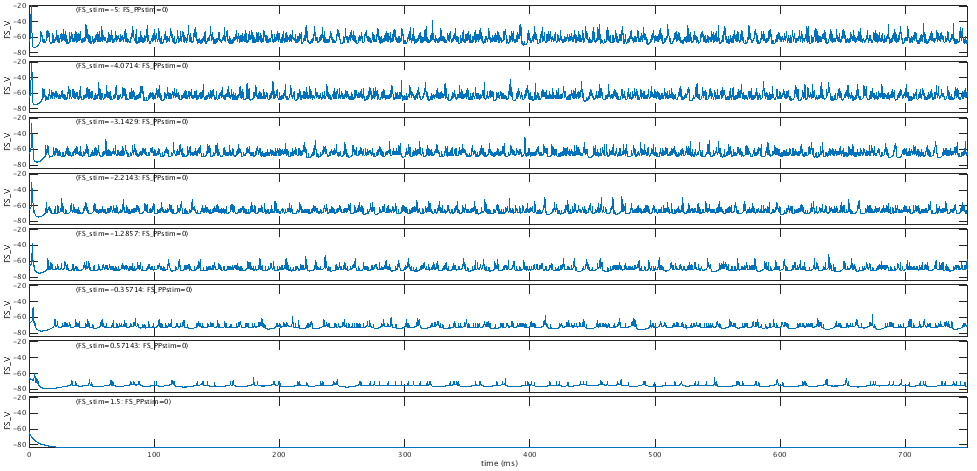 (FS_stim=-5: FS_PPstim=0)
-20
-40
-60
-80
FS_V
(FS_stim=-4.0714: FS_PPstim=0)
-20
-40
-60
-80
FS_V
(FS_stim=-3.1429: FS_PPstim=0)
-20
-40
-60
-80
FS_V
(FS_stim=-2.2143: FS_PPstim=0)
-20
-40
-60
-80
FS_V
(FS_stim=-1.2857: FS_PPstim=0)
-20
-40
-60
-80
FS_V
(FS_stim=-0.35714: FS_PPstim=0)
-20
-40
-60
-80
FS_V
(FS_stim=0.57143: FS_PPstim=0)
-20
-40
-60
-80
FS_V
(FS_stim=1.5: FS_PPstim=0)
-20
-40
-60
-80
FS_V
0 100 200 300 400 500 600 700
time (ms)